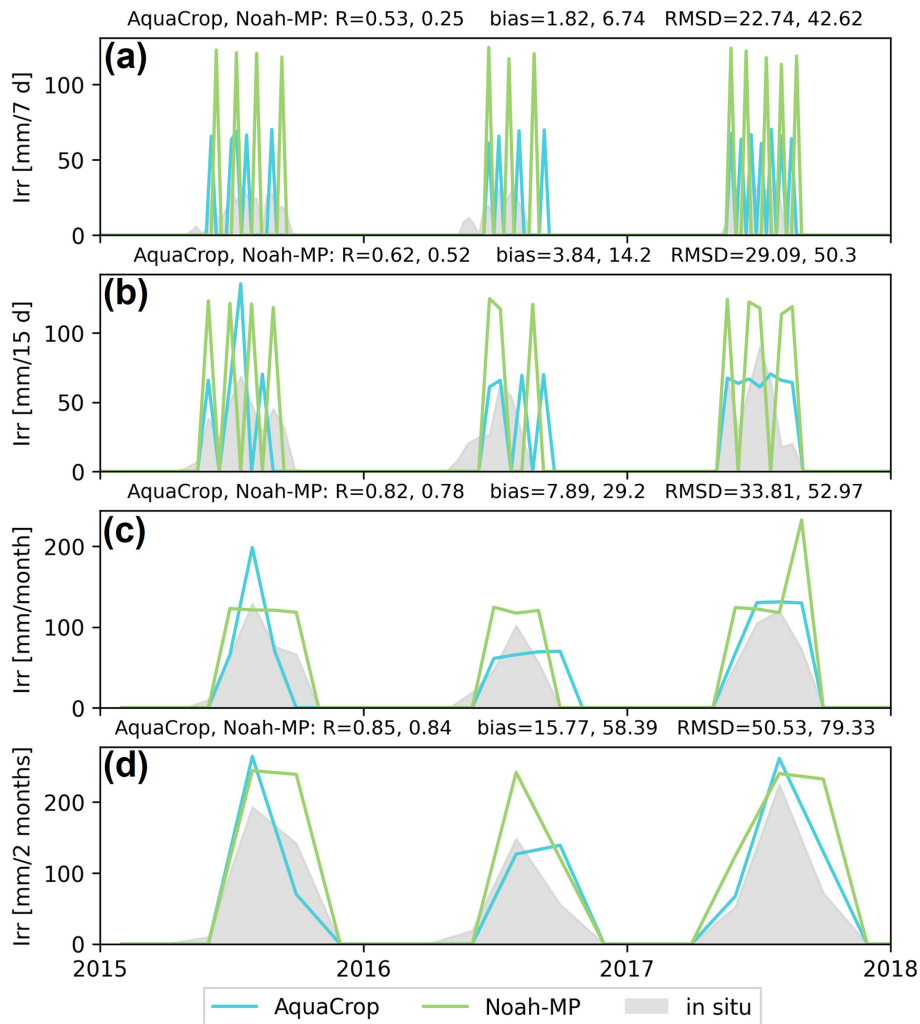 AquaCrop, Noah-MP: R=0.53, 0.25 bias=1.82, 6.74 RMSD=22.74, 42.62
(a)
Irr [mm/7 d]
100
50
0
AquaCrop, Noah-MP: R=0.62, 0.52 bias=3.84, 14.2 RMSD=29.09, 50.3
(b)
Irr [mm/15 d]
100
50
0
AquaCrop, Noah-MP: R=0.82, 0.78 bias=7.89, 29.2 RMSD=33.81, 52.97
(c)
Irr [mm/month]
200
100
0
AquaCrop, Noah-MP: R=0.85, 0.84 bias=15.77, 58.39 RMSD=50.53, 79.33
(d)
Irr [mm/2 months]
200
100
0
2015 2016 2017 2018
AquaCrop Noah-MP in situ